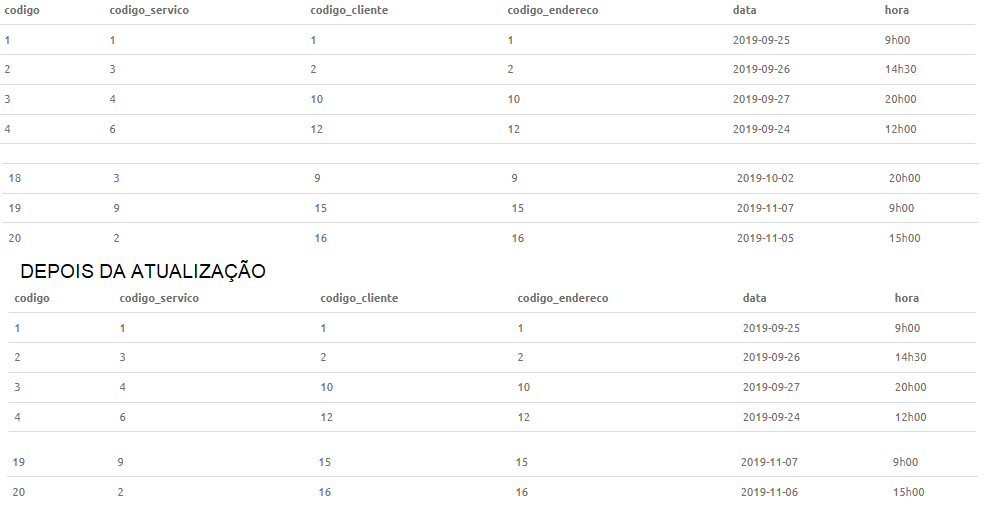 codigo codigo_servico codigo_cliente codigo_endereco data hora
1 1 1 1 2019-09-25 9h00
2 3 2 2 2019-09-26 14h30
3 4 10 10 2019-09-27 20h00
4 6 12 12 2019-09-24 12h00
18 3 9 9 2019-10-02 20h00
19 9 15 15 2019-11-07 9h00
20 2 16 16 2019-11-05 15h00
DEPOIS DA ATUALIZAÇÃO
codigo codigo_servico codigo_cliente codigo_endereco data hora
1 1 1 1 2019-09-25 9h00
2 3 2 2 2019-09-26 14h30
3 4 10 10 2019-09-27 20h00
4 6 12 12 2019-09-24 12h00
19 9 15 15 2019-11-07 9h00
20 2 16 16 2019-11-06 15h00